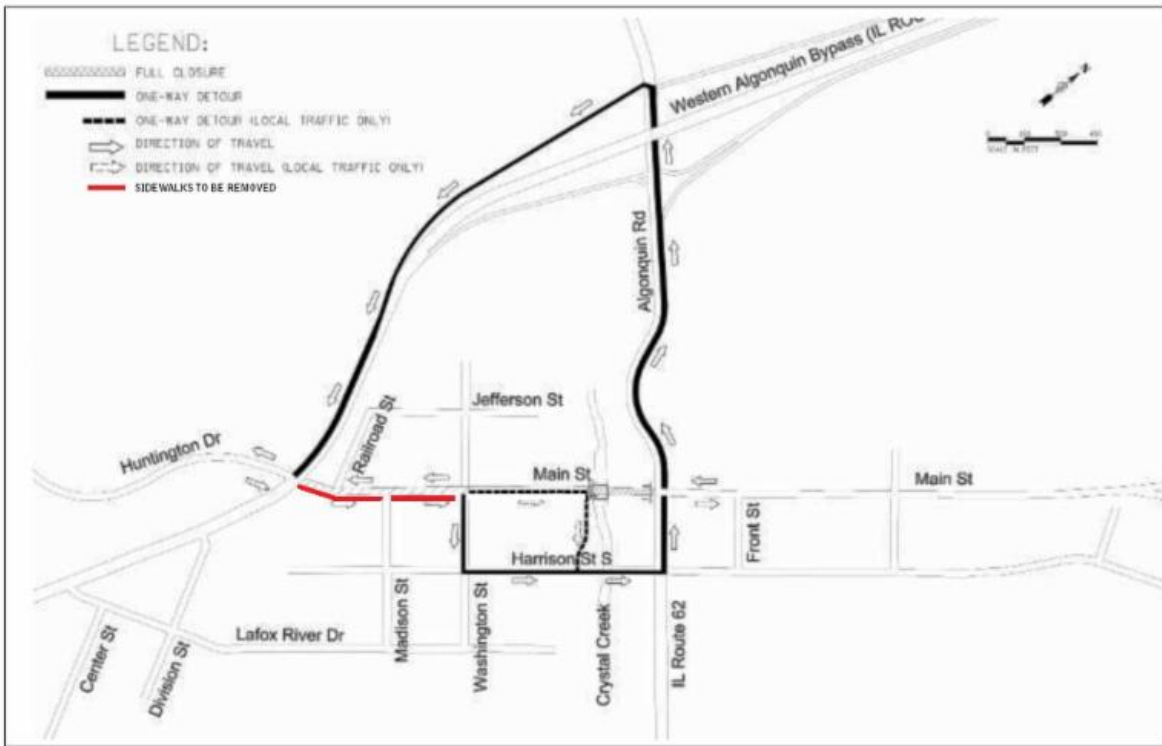 LEGEND:
FULL CLOSURE
ONE-WAY DETOUR
ONE-WAY DETOUR (LOCAL TRAFFIC ONLY)
DIRECTION OF TRAVEL
DIRECTION OF TRAVEL (LOCAL TRAFFIC ONLY)
SIDEWALKS TO BE REMOVED
Western Algonquin Bypass (IL ROU
N
Algonquin Rd
Jefferson St
Railroad St
Huntington Dr
Main St
Main St
Front St
Harrison St S
Madison St
Washington St
Crystal Creek
IL Route 62
Lafox River Dr
Center St
Division St